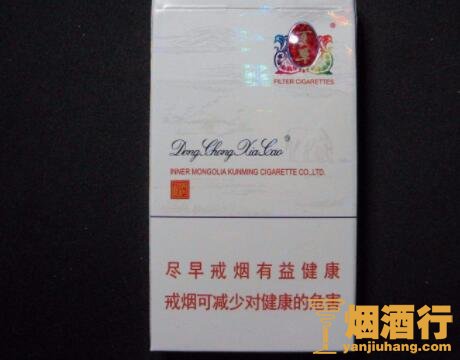 ®
FILTER CIGARETTES
Dong Chong Xia Cao®
INNER MONGOLIA KUNMING CIGARETTE CO.,LTD.
尽早戒烟有益健康
戒烟可减少对健康的危害
烟酒行
yanjiuhang.com